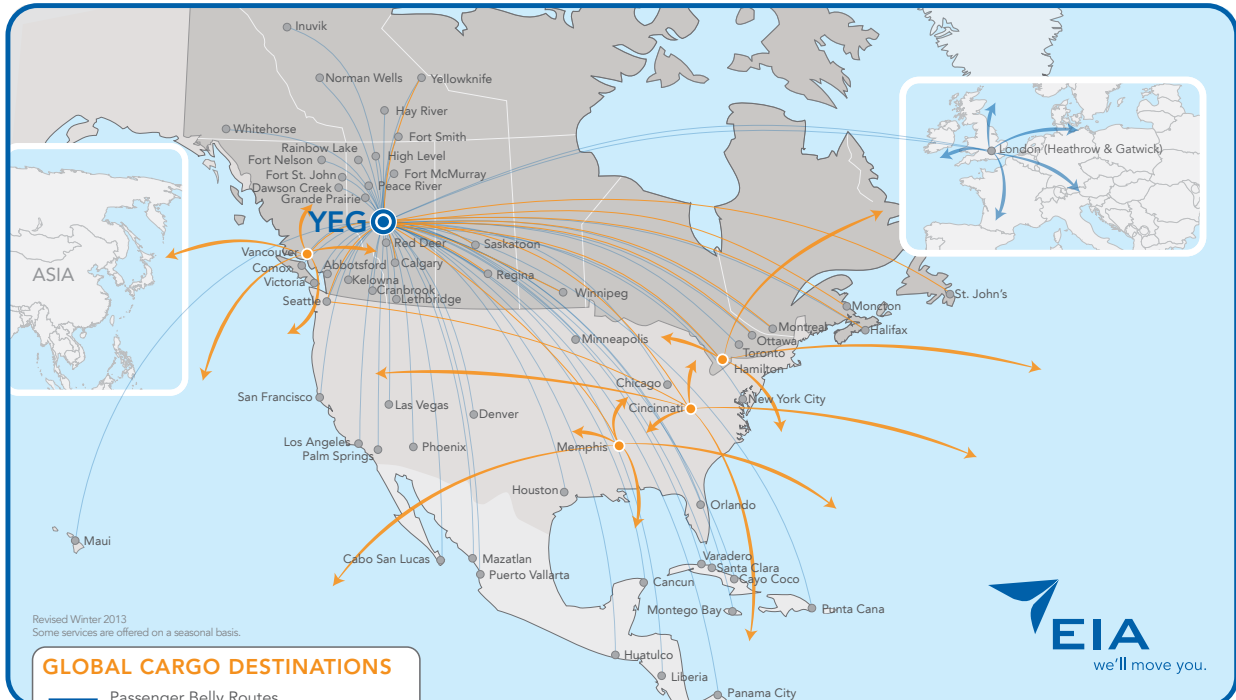 Inuvik
Norman Wells
Yellowknife
Hay River
Whitehorse
Fort Smith
Rainbow Lake
High Level
Fort Nelson
Fort McMurray
Fort St. John
Peace River
Dawson Creek
Grande Prairie
YEG
London (Heathrow & Gatwick)
Red Deer
Saskatoon
Vancouver
Abbotsford
Calgary
Comox
Regina
ASIA
Kelowna
Victoria
Cranbrook
Winnipeg
Lethbridge
Seattle
St. John's
Moncton
Montreal
Halifax
Minneapolis
Ottawa
Toronto
Hamilton
Chicago
San Francisco
Las Vegas
Denver
Cincinnati
New York City
Los Angeles
Phoenix
Palm Springs
Memphis
Houston
Orlando
Maui
Cabo San Lucas
Mazatlan
Puerto Vallarta
Varadero
Santa Clara
Cayo Coco
Cancun
Montego Bay
Punta Cana
Huatulco
Liberia
Panama City
Revised Winter 2013
Some services are offered on a seasonal basis.
GLOBAL CARGO DESTINATIONS
Passenger Belly Routes
EIA
we'll move you.